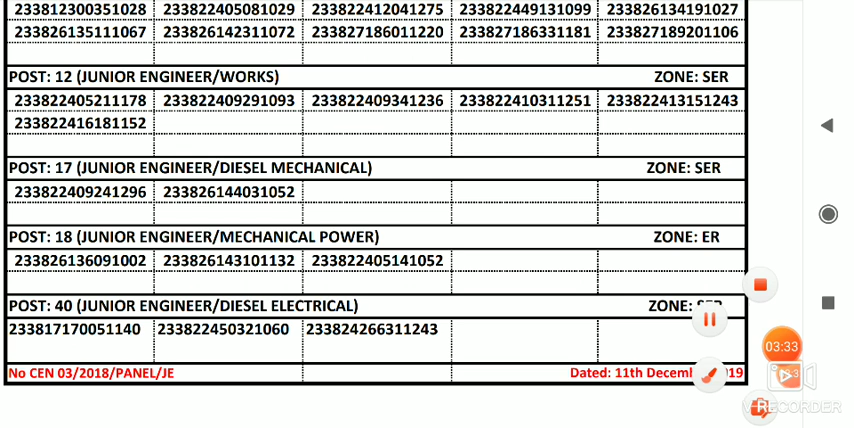 233812300351028 233822405081029 233822412041275 233822449131099 233826134191027
233826135111067 233826142311072 233827186011220 233827186331181 233827189201106
POST: 12 (JUNIOR ENGINEER/WORKS) ZONE: SER
233822405211178 233822409291093 233822409341236 233822410311251 233822413151243
233822416181152
POST: 17 (JUNIOR ENGINEER/DIESEL MECHANICAL) ZONE: SER
233822409241296 233826144031052
POST: 18 (JUNIOR ENGINEER/MECHANICAL POWER) ZONE: ER
233826136091002 233826143101132 233822405141052
POST: 40 (JUNIOR ENGINEER/DIESEL ELECTRICAL) ZONE:
233817170051140 233822450321060 233824266311243
03:33
No CEN 03/2018/PANEL/JE Dated: 11th
V-RECORDER